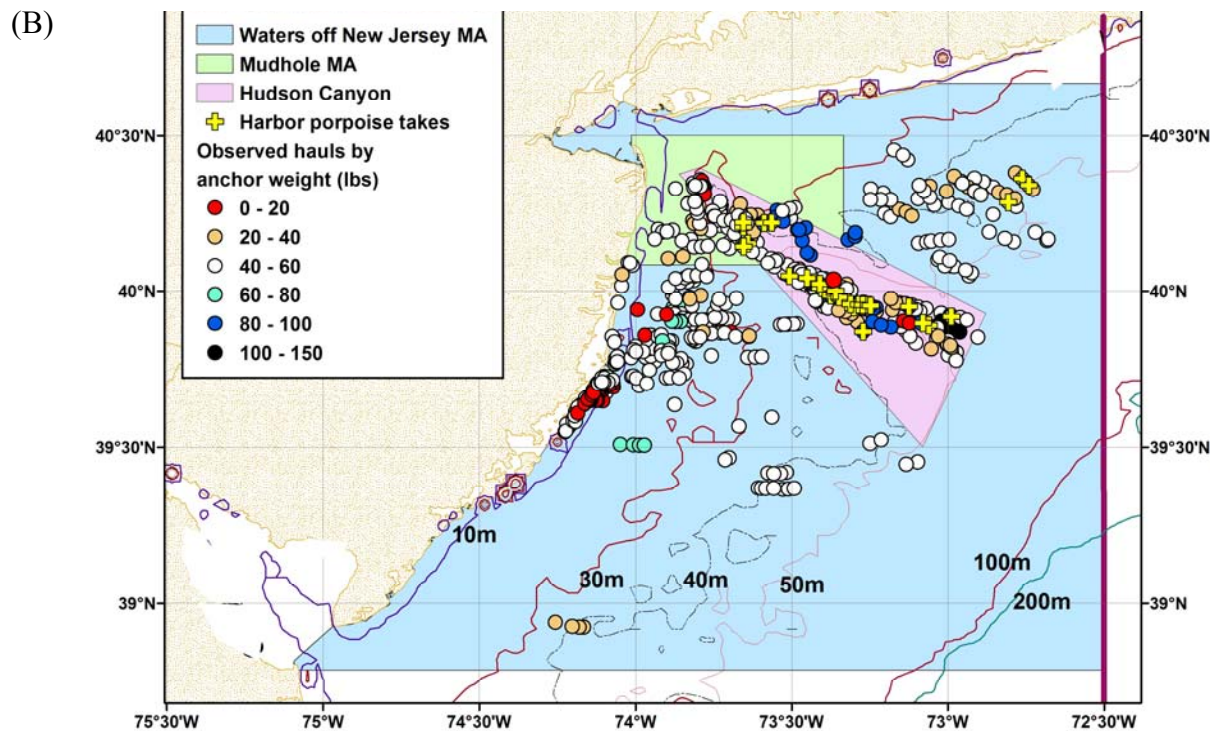 (B)
Waters off New Jersey MA
Mudhole MA
Hudson Canyon
Harbor porpoise takes
Observed hauls by
anchor weight (lbs)
0 - 20
20 - 40
40 - 60
60 - 80
80 - 100
100 - 150
40°30'N
40°30'N
40°N
40°N
39°30'N
39°30'N
39°N
39°N
10m
30m
40m
50m
100m
200m
75°30'W
75°W
74°30'W
74°W
73°30'W
73°W
72°30'W